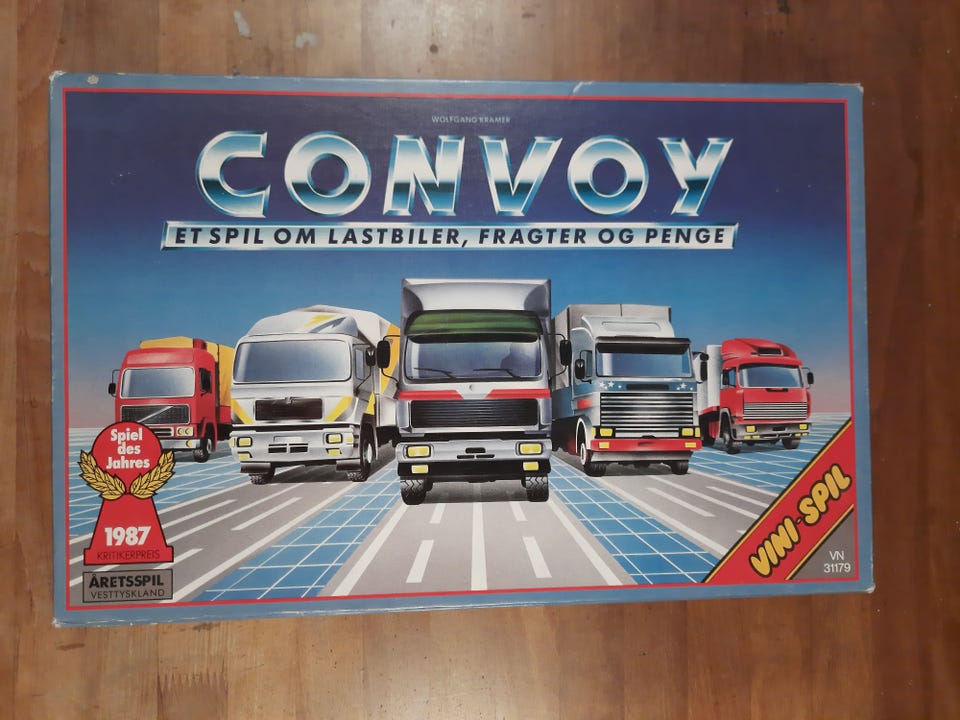 WOLFGANG KRAMER
CONVOY
ET SPIL OM LASTBILER, FRAGTER OG PENGE
Spiel
des
Jahres
1987
KRITIKERPREIS
ÅRETSSPIL
VESTTYSKLAND
VINI-SPIL
VN
31179